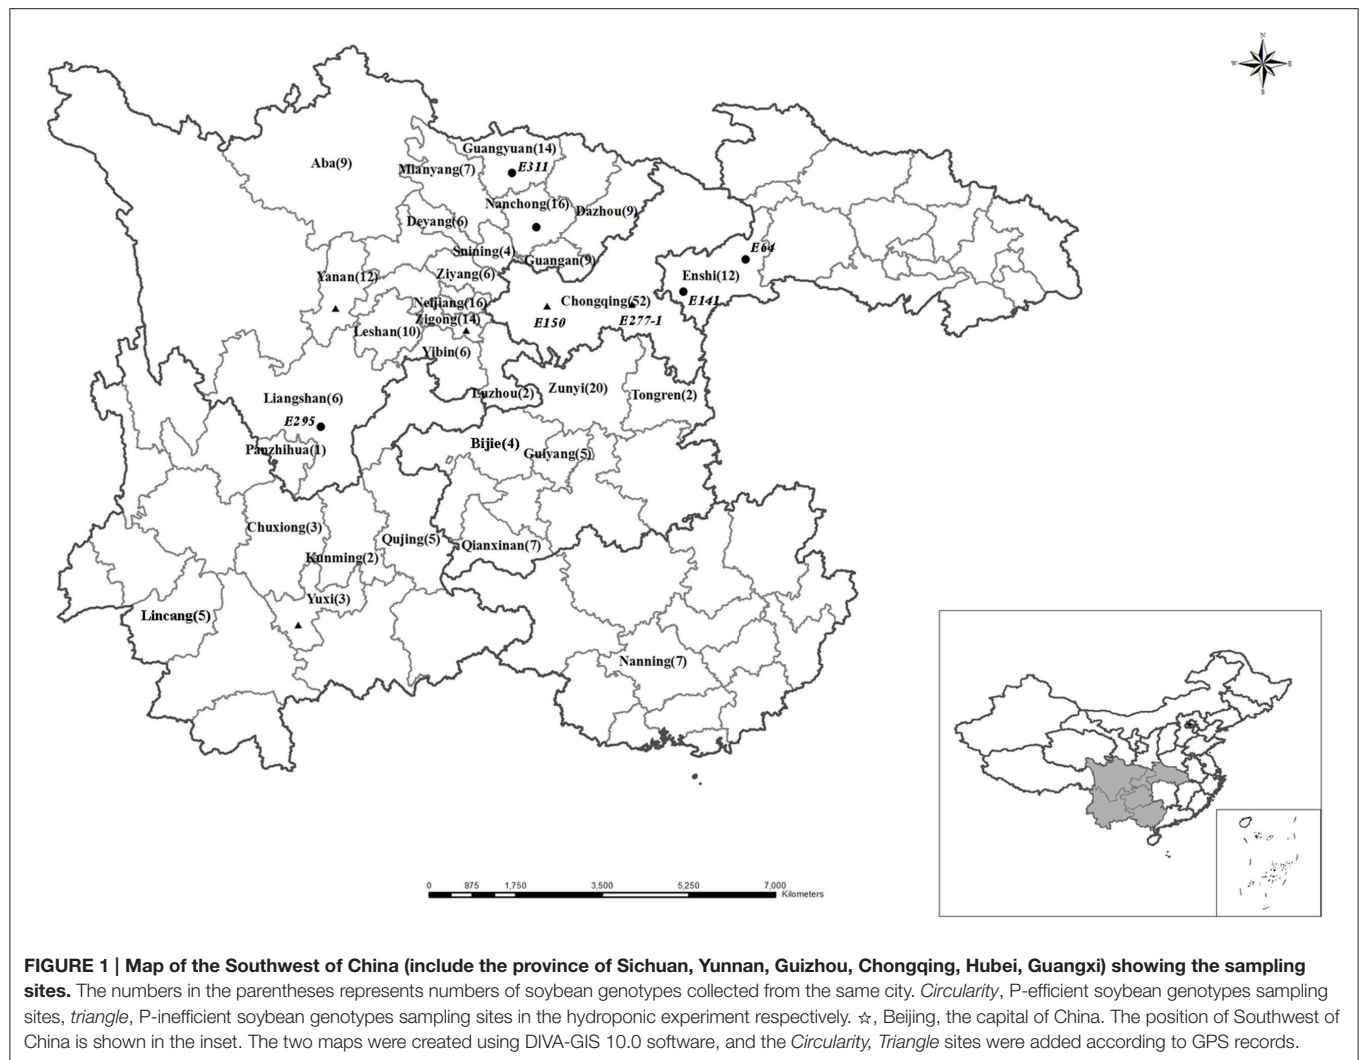 N
W E
S
Aba(9)
Guangyuan(14)
Mianyang(7)
E311
Nanchong(16)
Dazhou(9)
Deyang(6)
Snining(4)
Guangan(9)
E64
Yanan(12)
Ziyang(6)
Enshi(12)
Neijiang(16)
Chongqing(52)
E141
Zigong(14)
E150
E277-1
Leshan(10)
Yibin(6)
Liangshan(6)
Luzhou(2)
Zunyi(20)
Tongren(2)
E295
Panzhihua(1)
Bijie(4)
Guiyang(5)
Chuxiong(3)
Qujing(5)
Qianxinan(7)
Kunming(2)
Yuxi(3)
Lincang(5)
Nanning(7)
0 875 1,750 3,500 5,250 7,000
Kilometers
FIGURE 1 | Map of the Southwest of China (include the province of Sichuan, Yunnan, Guizhou, Chongqing, Hubei, Guangxi) showing the sampling
sites. The numbers in the parentheses represents numbers of soybean genotypes collected from the same city. Circularity, P-efficient soybean genotypes sampling
sites, triangle, P-inefficient soybean genotypes sampling sites in the hydroponic experiment respectively. ☆, Beijing, the capital of China. The position of Southwest of
China is shown in the inset. The two maps were created using DIVA-GIS 10.0 software, and the Circularity, Triangle sites were added according to GPS records.